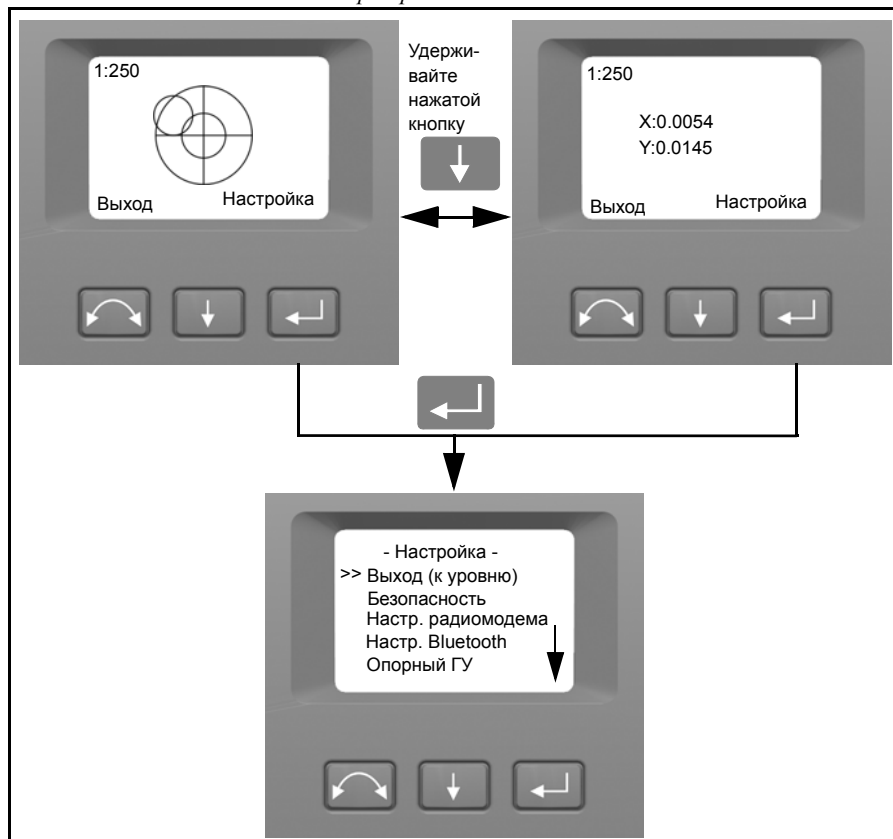 1:250
Выход
Настройка
Удержи-
вайте
нажатой
кнопку
1:250
X:0.0054
Y:0.0145
Выход
Настройка
- Настройка -
>> Выход (к уровню)
Безопасность
Настр. радиомодема
Настр. Bluetooth
Опорный ГУ